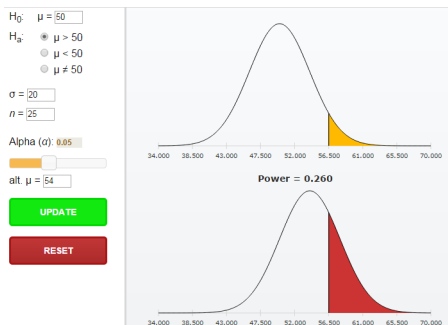 H0: μ = 50
Ha: μ > 50
μ < 50
μ ≠ 50
σ = 20
n = 25
Alpha (α): 0.05
alt. μ = 54
UPDATE
RESET
34.000 38.500 43.000 47.500 52.000 56.500 61.000 65.500 70.000
Power = 0.260
34.000 38.500 43.000 47.500 52.000 56.500 61.000 65.500 70.000